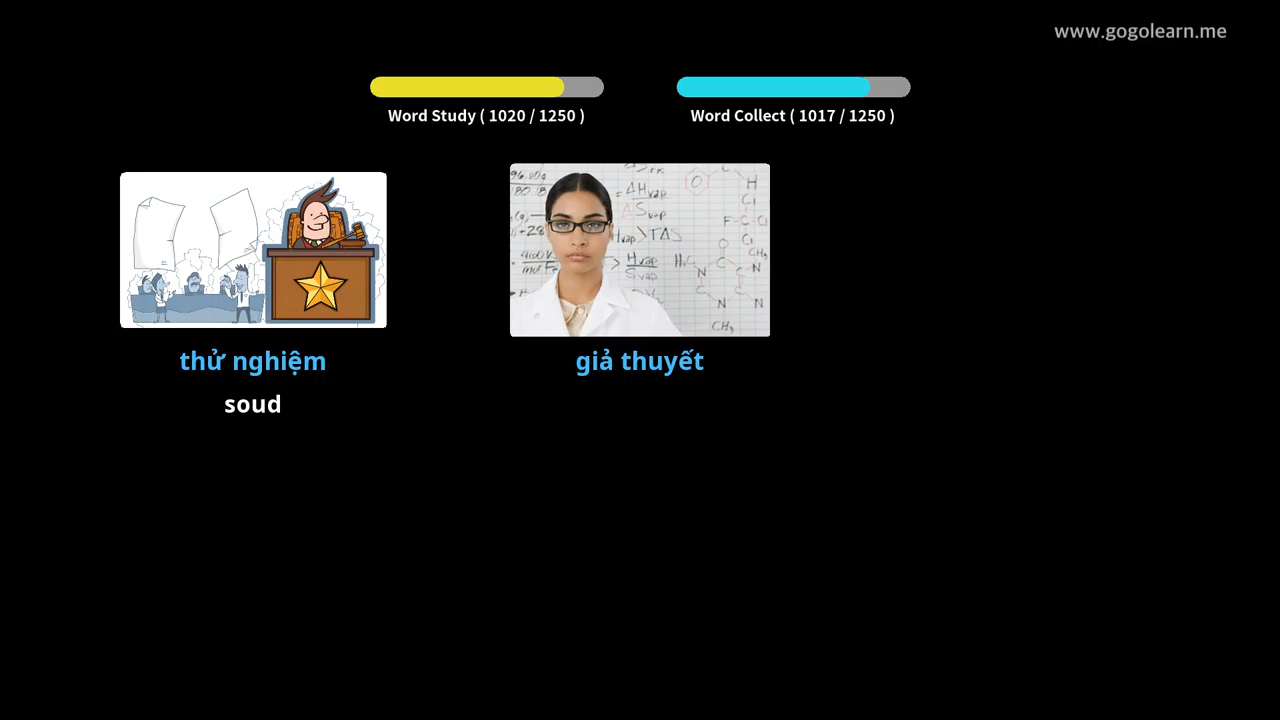 www.gogolearn.me
Word Study ( 1020 / 1250 )
Word Collect ( 1017 / 1250 )
thử nghiệm
giả thuyết
soud